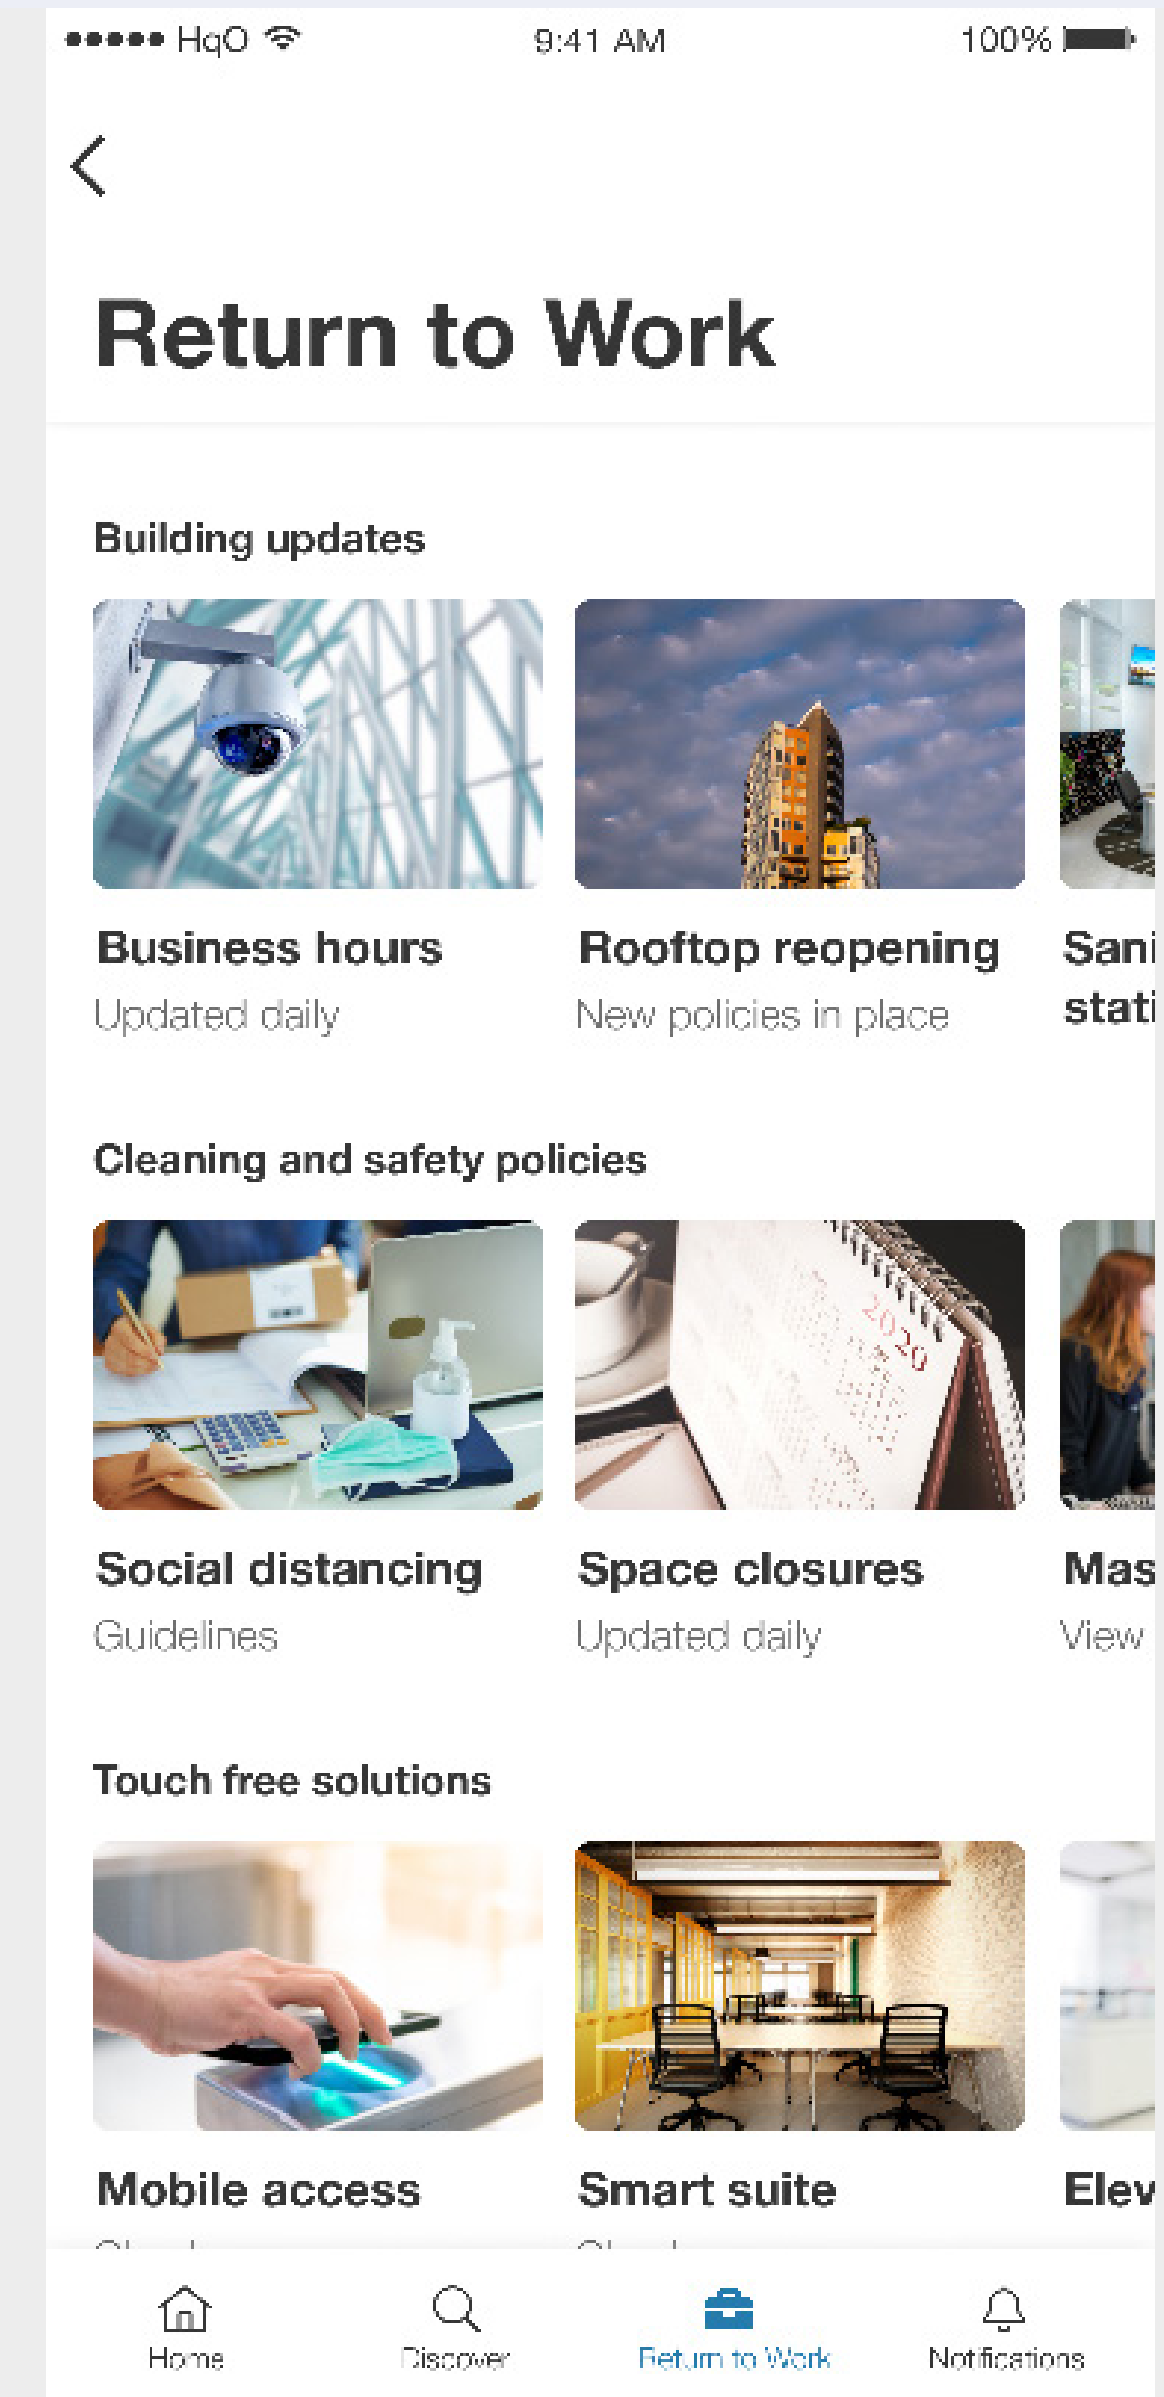 HqO 9:41 AM 100%
Return to Work
Building updates
Business hours Rooftop reopening
Updated daily New policies in place
Cleaning and safety policies
2020
Social distancing Space closures
Guidelines Updated daily View
Touch free solutions
Mobile access Smart suite
Home Discover Return to Work Notifications